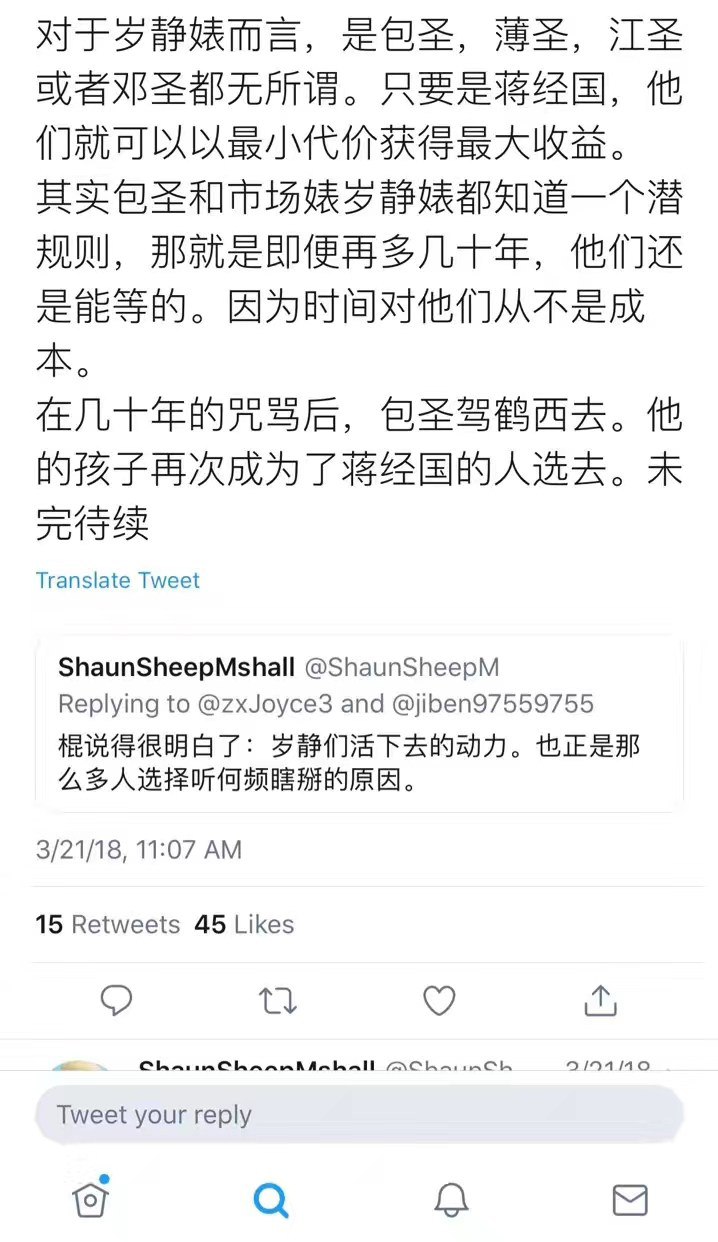 对于岁静婊而言，是包圣，薄圣，江圣
或者邓圣都无所谓。只要是蒋经国，他
们就可以以最小代价获得最大收益。
其实包圣和市场婊岁静婊都知道一个潜
规则，那就是即便再多几十年，他们还
是能等的。因为时间对他们从不是成
本。
在几十年的咒骂后，包圣驾鹤西去。他
的孩子再次成为了蒋经国的人选去。未
完待续
Translate Tweet
ShaunSheepMshall @ShaunSheepM
Replying to @zxJoyce3 and @jiben97559755
棍说得很明白了：岁静们活下去的动力。也正是那
么多人选择听何频瞎掰的原因。
3/21/18, 11:07 AM
15 Retweets 45 Likes
ShaunSheepMshall @ShaunSh 3/21/18
Tweet your reply